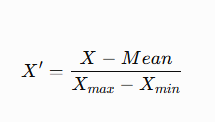 X′ = (X − Mean) / (X_max − X_min)